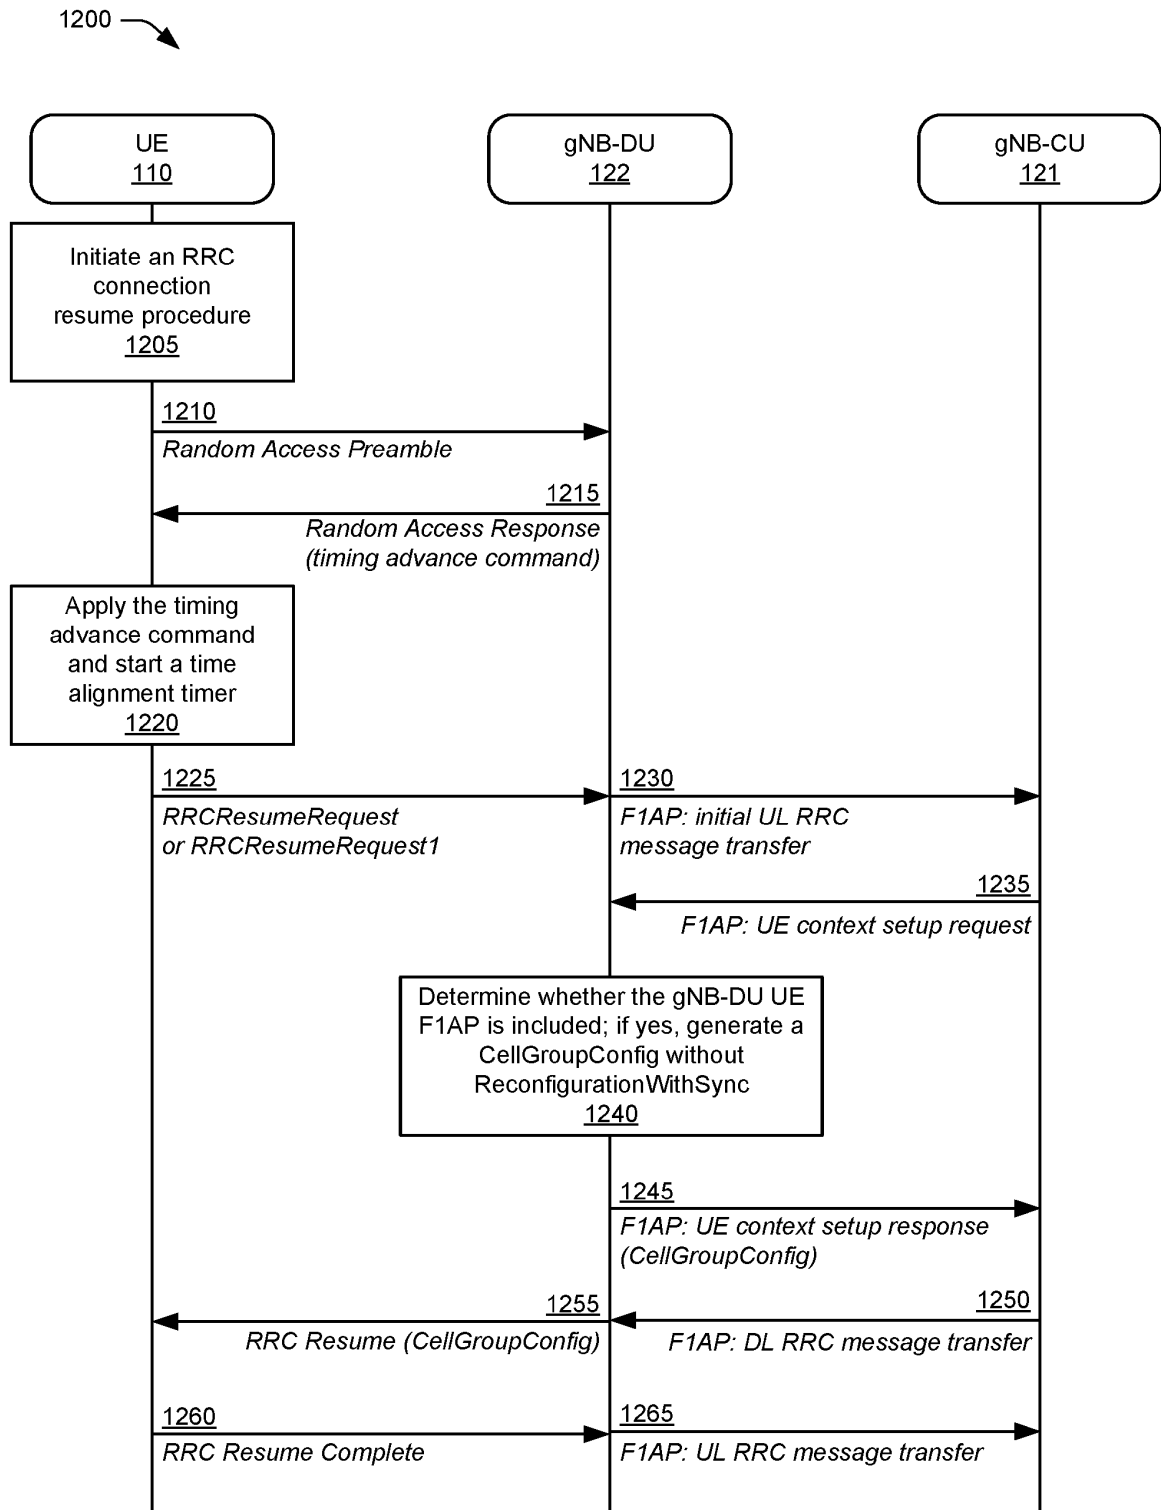 1200
UE
110
gNB-DU
122
gNB-CU
121
Initiate an RRC
connection
resume procedure
1205
1210
Random Access Preamble
1215
Random Access Response
(timing advance command)
Apply the timing
advance command
and start a time
alignment timer
1220
1225
RRCResumeRequest
or RRCResumeRequest1
1230
F1AP: initial UL RRC
message transfer
1235
F1AP: UE context setup request
Determine whether the gNB-DU UE
F1AP is included; if yes, generate a
CellGroupConfig without
ReconfigurationWithSync
1240
1245
F1AP: UE context setup response
(CellGroupConfig)
1250
F1AP: DL RRC message transfer
1255
RRC Resume (CellGroupConfig)
1260
RRC Resume Complete
1265
F1AP: UL RRC message transfer